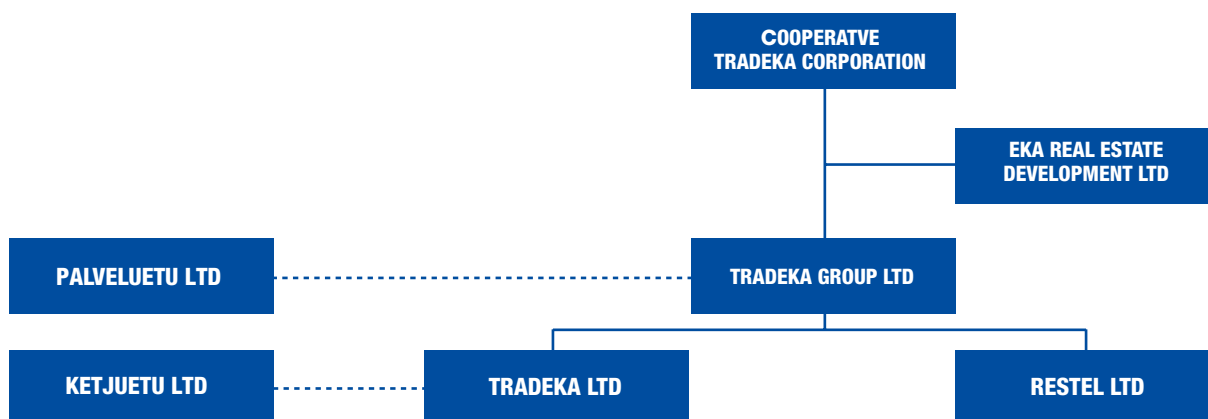 COOPERATVE
TRADEKA CORPORATION
EKA REAL ESTATE
DEVELOPMENT LTD
PALVELUETU LTD
TRADEKA GROUP LTD
KETJUETU LTD
TRADEKA LTD
RESTEL LTD